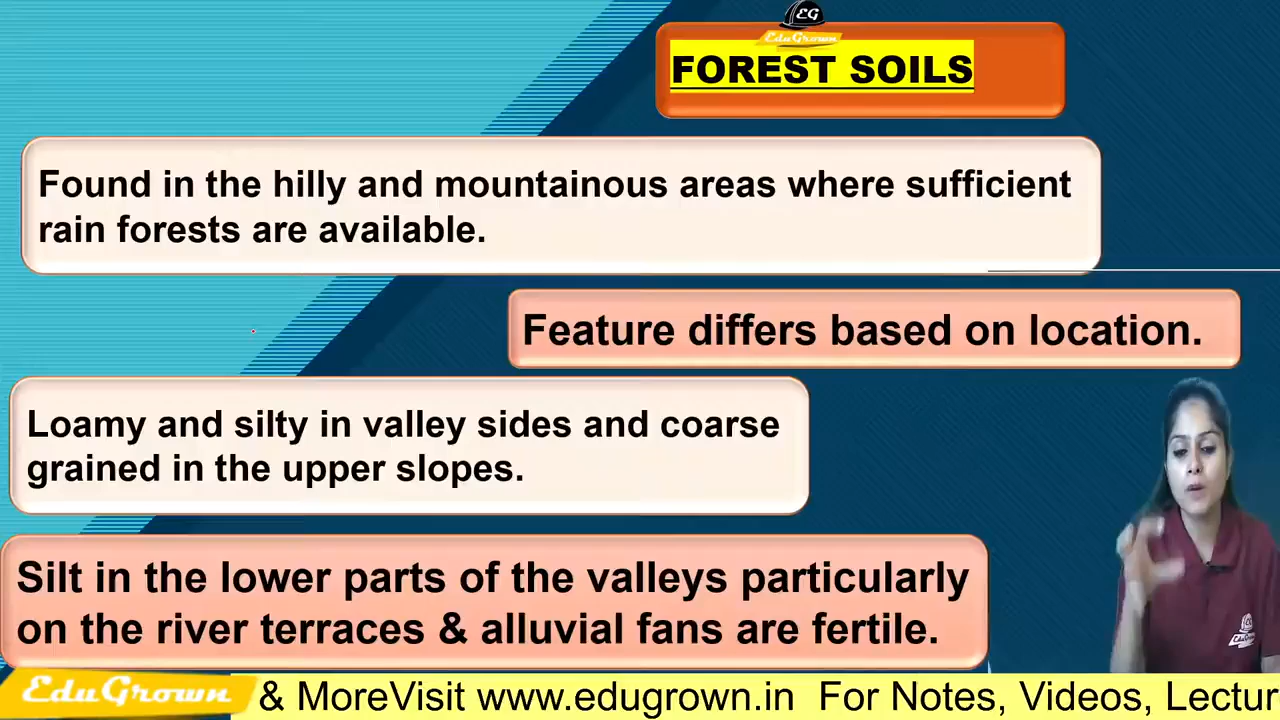 EG
EduGrown
FOREST SOILS
Found in the hilly and mountainous areas where sufficient
rain forests are available.
Feature differs based on location.
Loamy and silty in valley sides and coarse
grained in the upper slopes.
Silt in the lower parts of the valleys particularly
on the river terraces & alluvial fans are fertile.
EduGrown
EduGrown & MoreVisit www.edugrown.in For Notes, Videos, Lectur